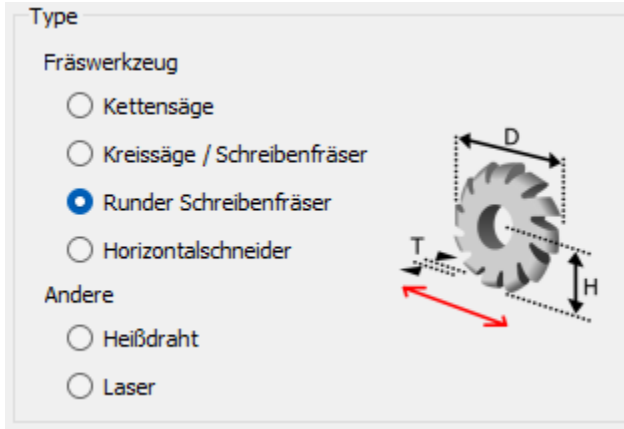 Type
Fräswerkzeug
Kettensäge
Kreissäge / Schreibenfräser
Runder Schreibenfräser
Horizontalschneider
Andere
Heißdraht
Laser
D
T
H